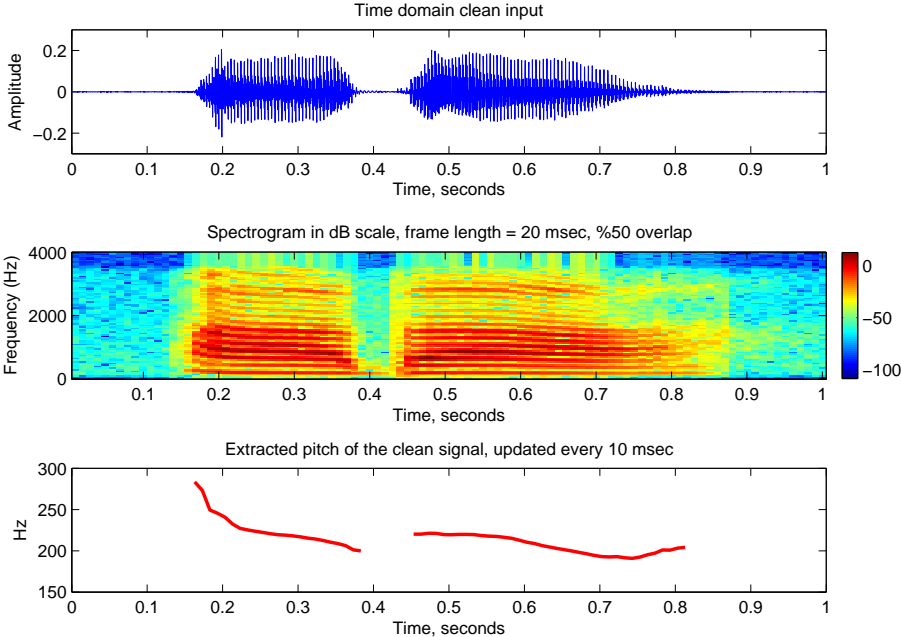 Time domain clean input
Amplitude
0.2
0
−0.2
0 0.1 0.2 0.3 0.4 0.5 0.6 0.7 0.8 0.9 1
Time, seconds
Spectrogram in dB scale, frame length = 20 msec, %50 overlap
Frequency (Hz)
4000
2000
0
0.1 0.2 0.3 0.4 0.5 0.6 0.7 0.8 0.9 1
Time, seconds
0
−50
−100
Extracted pitch of the clean signal, updated every 10 msec
Hz
300
250
200
150
0 0.1 0.2 0.3 0.4 0.5 0.6 0.7 0.8 0.9 1
Time, seconds